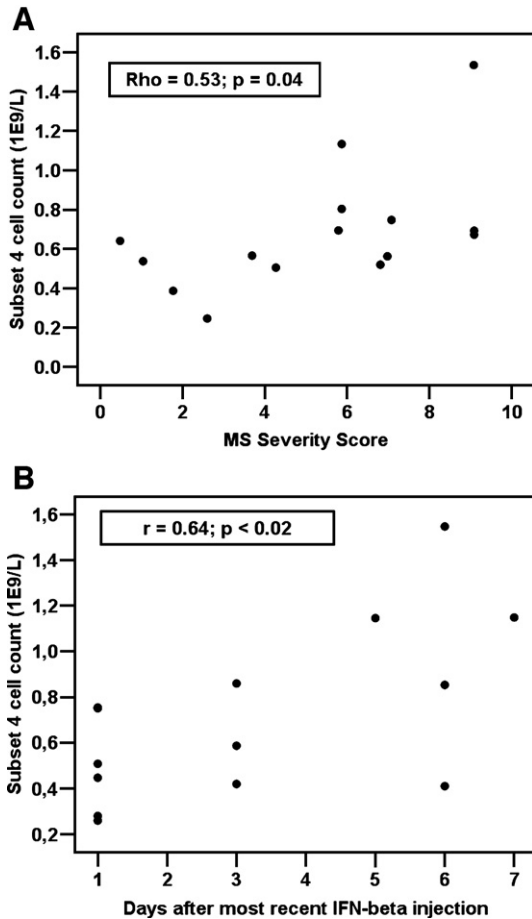 A
Subset 4 cell count (1E9/L)
1.6
1.4
1.2
1.0
0.8
0.6
0.4
0.2
0.0
Rho = 0.53; p = 0.04
0 2 4 6 8 10
MS Severity Score
B
Subset 4 cell count (1E9/L)
1,6
1,4
1,2
1,0
0,8
0,6
0,4
0,2
r = 0.64; p < 0.02
1 2 3 4 5 6 7
Days after most recent IFN-beta injection